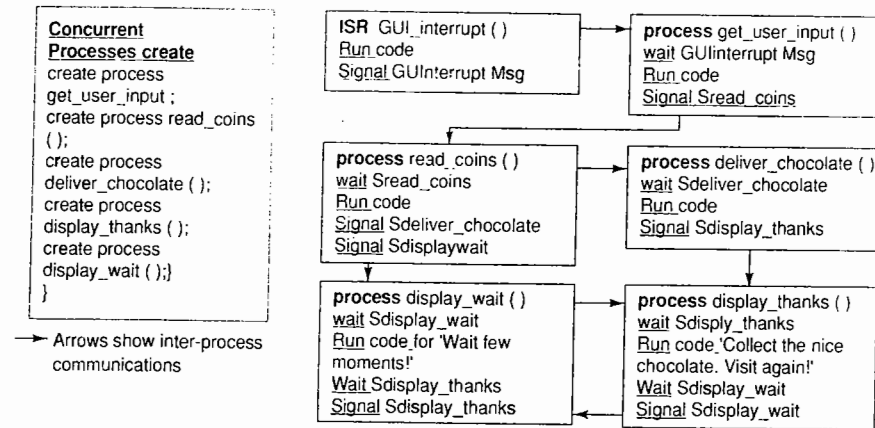 Concurrent
Processes create
create process
get_user_input ;
create process read_coins
( );
create process
deliver_chocolate ( );
create process
display_thanks ( );
create process
display_wait ( );}
}
Arrows show inter-process
communications
ISR GUI_interrupt ( )
Run code
Signal GUInterrupt Msg
process get_user_input ( )
wait GUIinterrupt Msg
Run code
Signal Sread_coins
process read_coins ( )
wait Sread_coins
Run code
Signal Sdeliver_chocolate
Signal Sdisplaywait
process deliver_chocolate ( )
wait Sdeliver_chocolate
Run code
Signal Sdisplay_thanks
process display_wait ( )
wait Sdisplay_wait
Run code for 'Wait few
moments!'
Wait Sdisplay_thanks
Signal Sdisplay_thanks
process display_thanks ( )
wait Sdisply_thanks
Run code 'Collect the nice
chocolate. Visit again!'
Wait Sdisplay_wait
Signal Sdisplay_wait